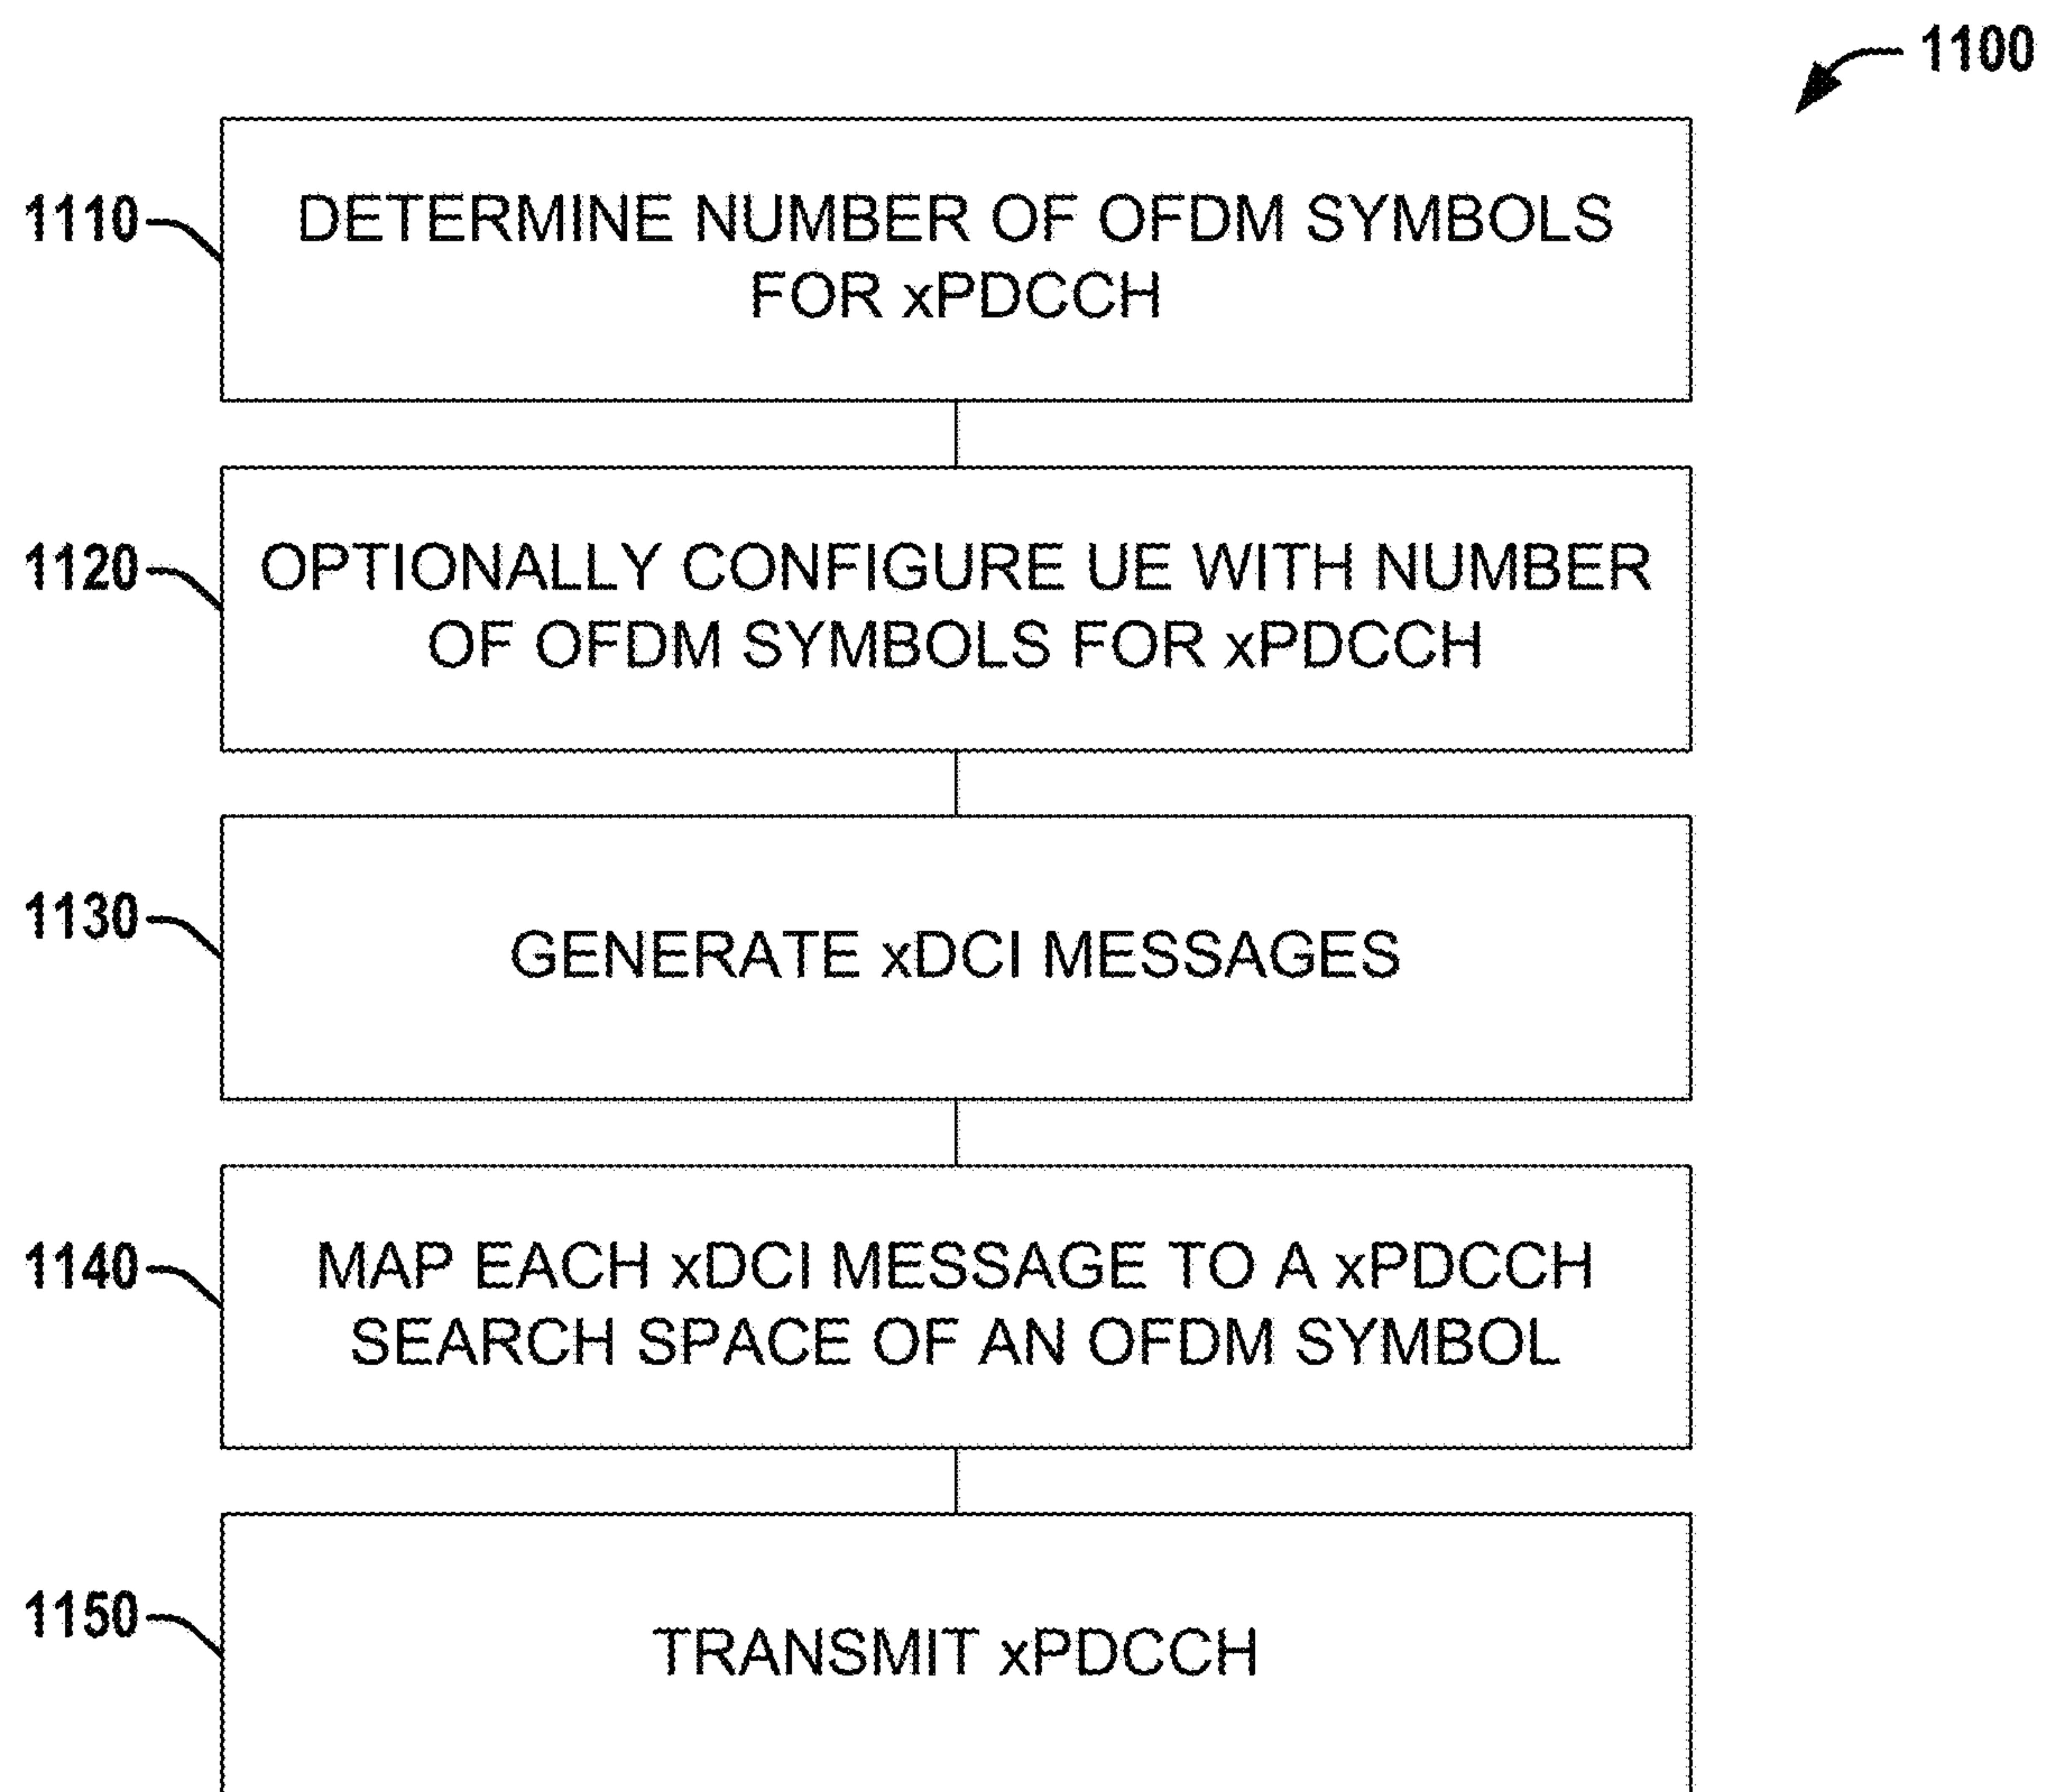 1100
1110
DETERMINE NUMBER OF OFDM SYMBOLS
FOR xPDCCH
1120
OPTIONALLY CONFIGURE UE WITH NUMBER
OF OFDM SYMBOLS FOR xPDCCH
1130
GENERATE xDCI MESSAGES
1140
MAP EACH xDCI MESSAGE TO A xPDCCH
SEARCH SPACE OF AN OFDM SYMBOL
1150
TRANSMIT xPDCCH